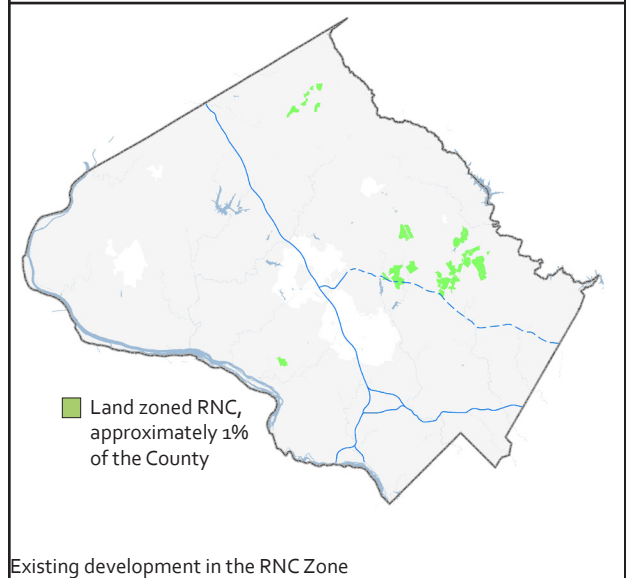 Land zoned RNC,
approximately 1%
of the County
Existing development in the RNC Zone